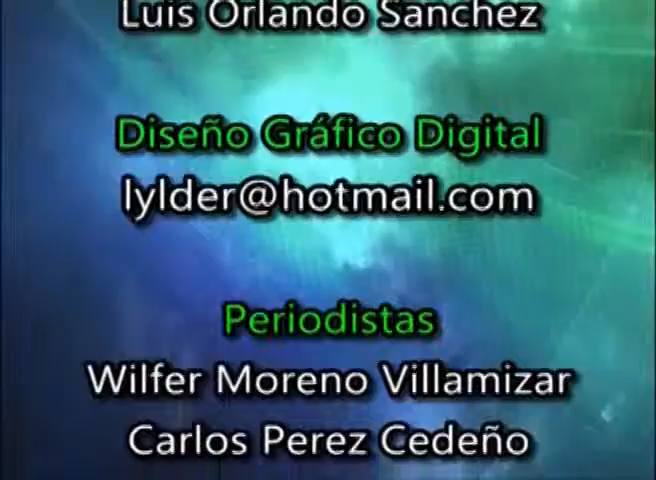 Luis Orlando Sanchez
Diseño Gráfico Digital
lylder@hotmail.com
Periodistas
Wilfer Moreno Villamizar
Carlos Perez Cedeño